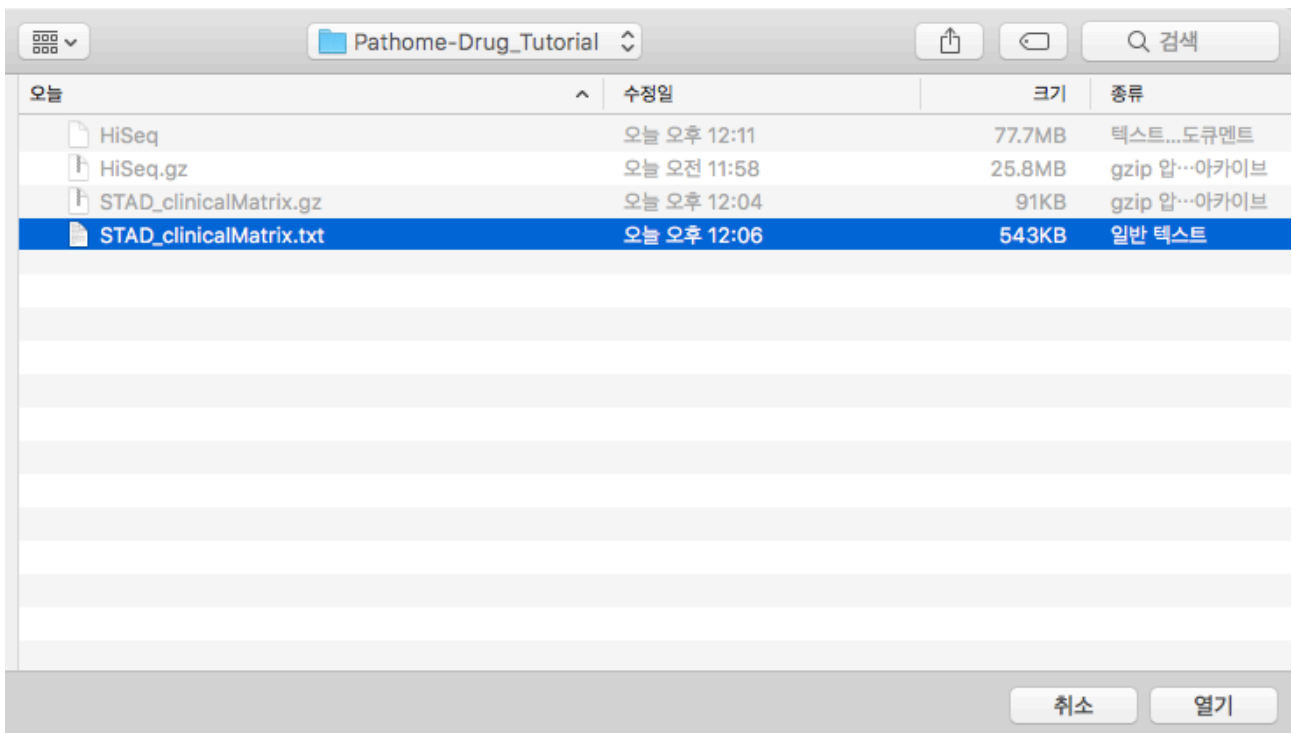 Pathome-Drug_Tutorial 검색
오늘 수정일 크기 종류
HiSeq 오늘 오후 12:11 77.7MB 텍스트...도큐멘트
HiSeq.gz 오늘 오전 11:58 25.8MB gzip 압…아카이브
STAD_clinicalMatrix.gz 오늘 오후 12:04 91KB gzip 압…아카이브
STAD_clinicalMatrix.txt 오늘 오후 12:06 543KB 일반 텍스트
취소 열기